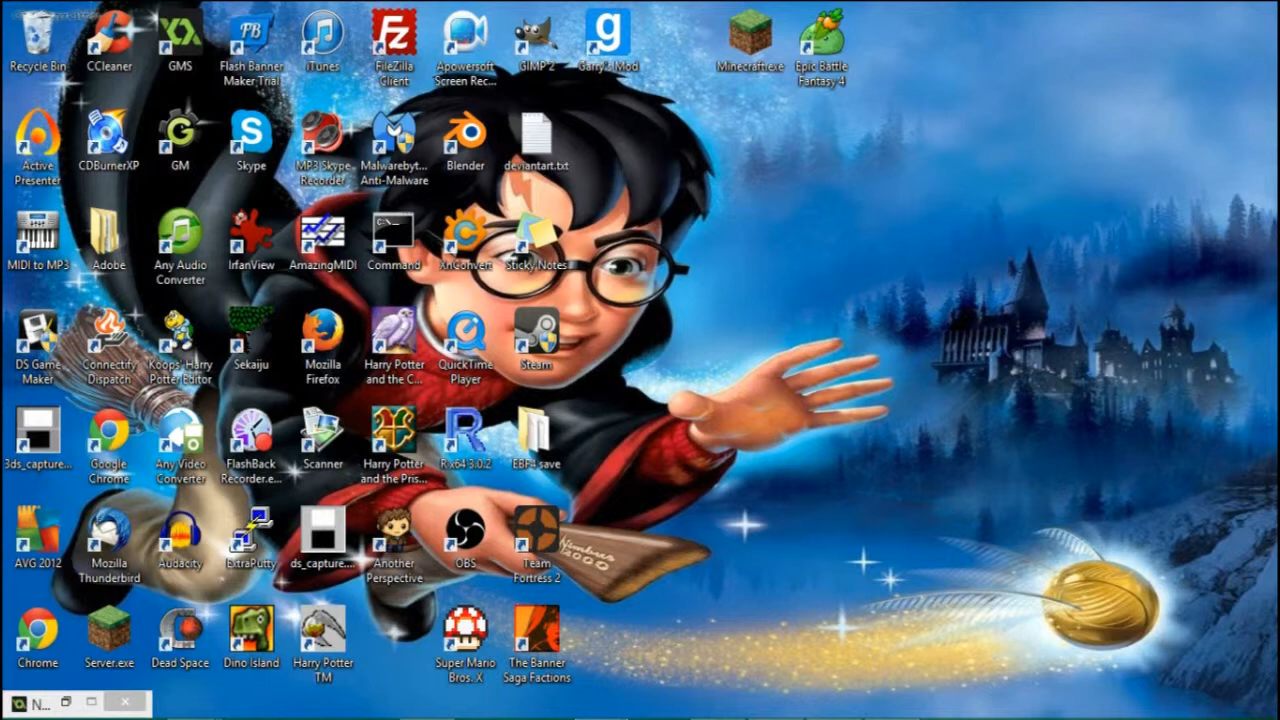 Recycle Bin
CCleaner
GMS
Flash Banner
Maker Trial
iTunes
FileZilla
Client
Apowersoft
Screen Rec...
GIMP 2
Garry's Mod
Minecraft.exe
Epic Battle
Fantasy 4
Active
Presenter
CDBurnerXP
GM
Skype
MP3 Skype
Recorder
Malwarebyt...
Anti-Malware
Blender
deviantart.txt
MIDI to MP3
Adobe
Any Audio
Converter
IrfanView
AmazingMIDI
Command
XnConvert
Sticky Notes
DS Game
Maker
Connectify
Dispatch
Koops' Harry
Potter Editor
Sekaiju
Mozilla
Firefox
Harry Potter
and the C...
QuickTime
Player
Steam
3ds_capture...
Google
Chrome
Any Video
Converter
FlashBack
Recorder.e...
Scanner
Harry Potter
and the Pris...
R x64 3.0.2
EBF4 save
AVG 2012
Mozilla
Thunderbird
Audacity
ExtraPutty
ds_capture....
Another
Perspective
OBS
Team
Fortress 2
Nimbus
2000
Chrome
Server.exe
Dead Space
Dino Island
Harry Potter
TM
Super Mario
Bros. X
The Banner
Saga Factions
N...